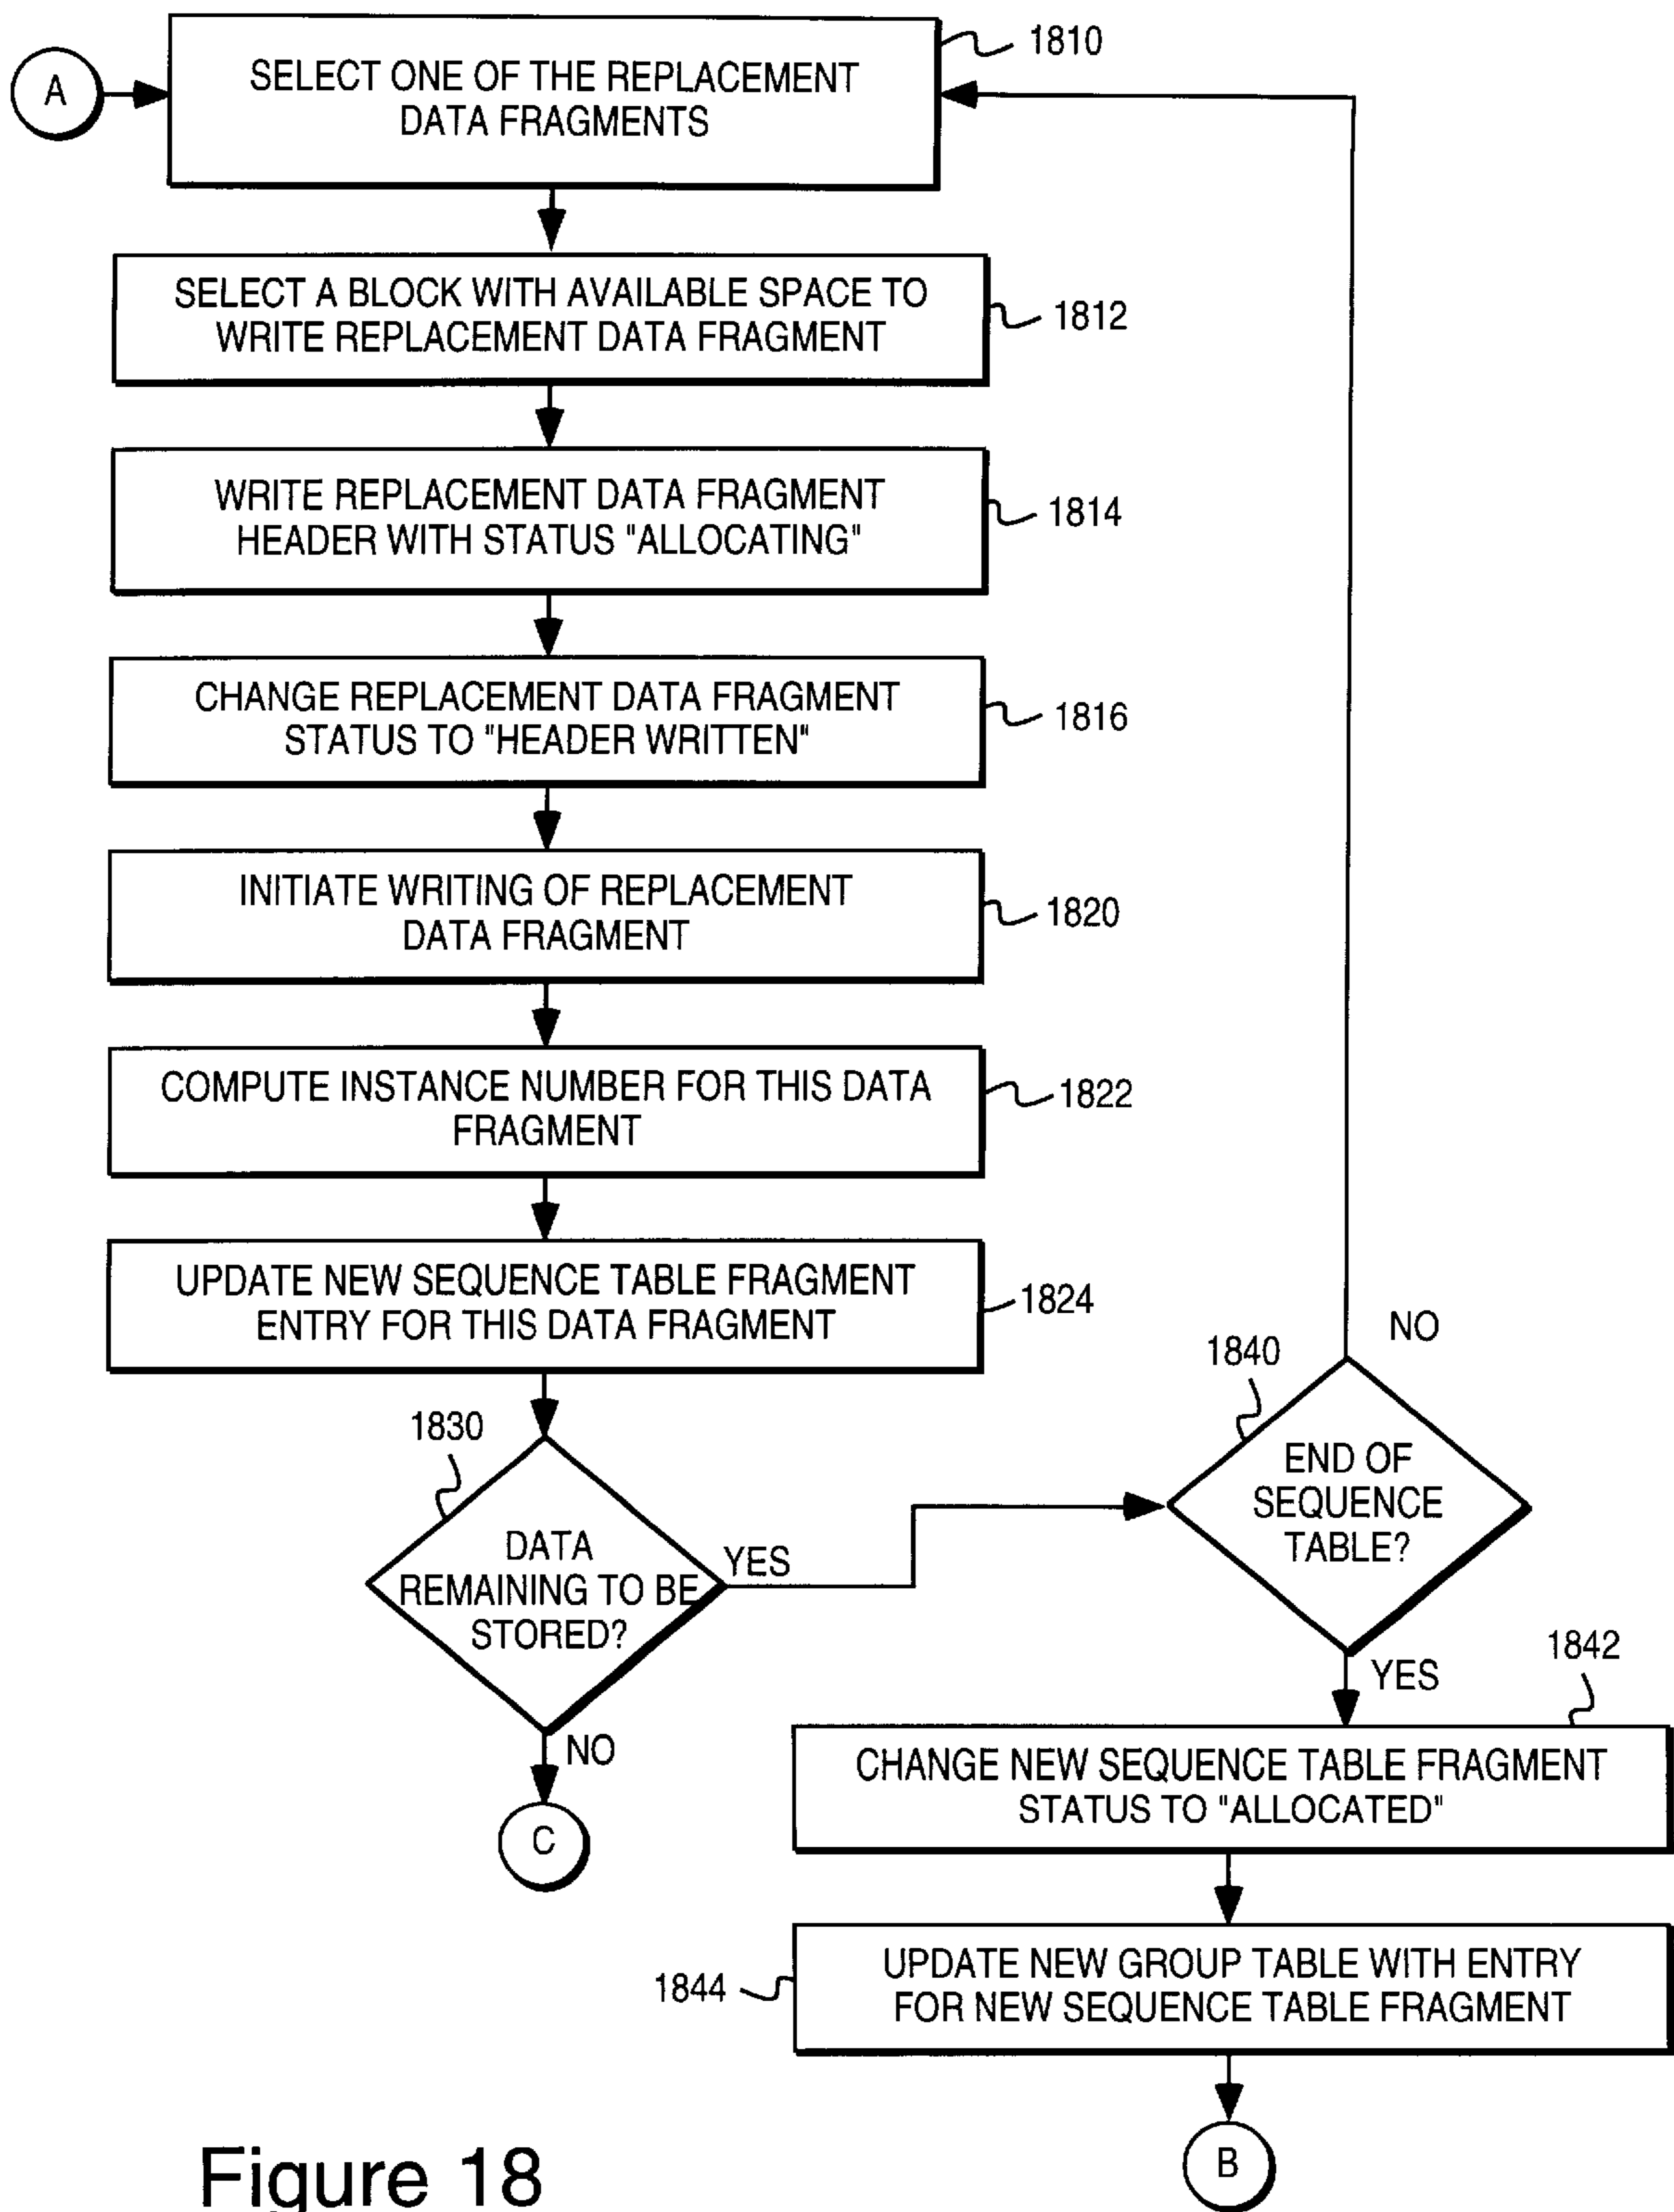 A
SELECT ONE OF THE REPLACEMENT
DATA FRAGMENTS
1810
SELECT A BLOCK WITH AVAILABLE SPACE TO
WRITE REPLACEMENT DATA FRAGMENT
1812
WRITE REPLACEMENT DATA FRAGMENT
HEADER WITH STATUS "ALLOCATING"
1814
CHANGE REPLACEMENT DATA FRAGMENT
STATUS TO "HEADER WRITTEN"
1816
INITIATE WRITING OF REPLACEMENT
DATA FRAGMENT
1820
COMPUTE INSTANCE NUMBER FOR THIS DATA
FRAGMENT
1822
UPDATE NEW SEQUENCE TABLE FRAGMENT
ENTRY FOR THIS DATA FRAGMENT
1824
1830
DATA
REMAINING TO BE
STORED?
YES
NO
C
1840
NO
END OF
SEQUENCE
TABLE?
YES
1842
CHANGE NEW SEQUENCE TABLE FRAGMENT
STATUS TO "ALLOCATED"
1844
UPDATE NEW GROUP TABLE WITH ENTRY
FOR NEW SEQUENCE TABLE FRAGMENT
B
Figure 18